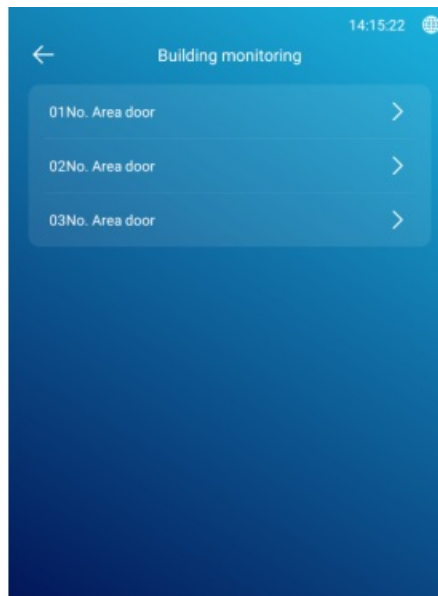 14:15:22
Building monitoring
01No. Area door
02No. Area door
03No. Area door